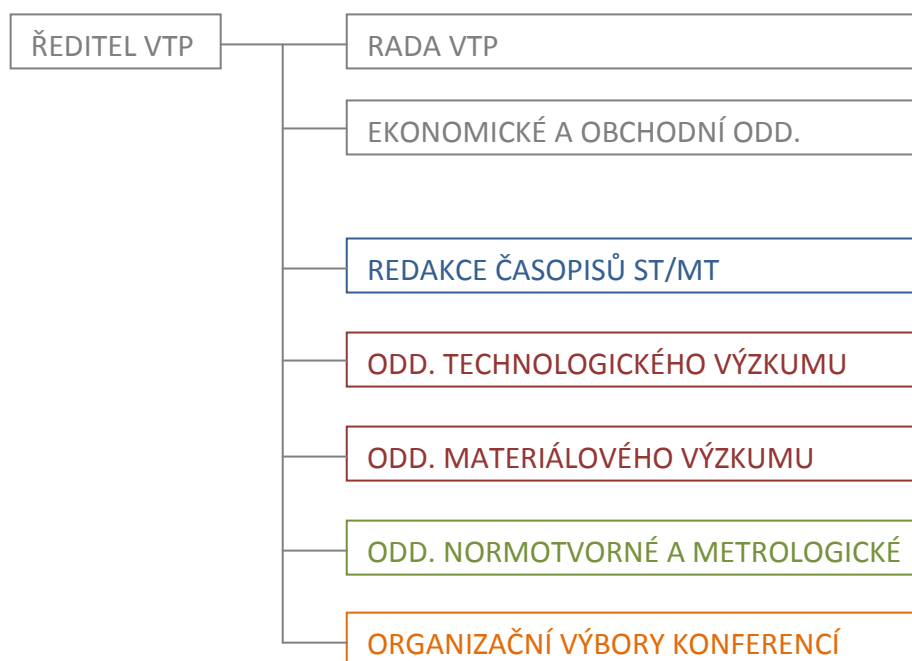 ŘEDITEL VTP
RADA VTP
EKONOMICKÉ A OBCHODNÍ ODD.
REDAKCE ČASOPISŮ ST/MT
ODD. TECHNOLOGICKÉHO VÝZKUMU
ODD. MATERIÁLOVÉHO VÝZKUMU
ODD. NORMOTVORNÉ A METROLOGICKÉ
ORGANIZAČNÍ VÝBORY KONFERENCÍ